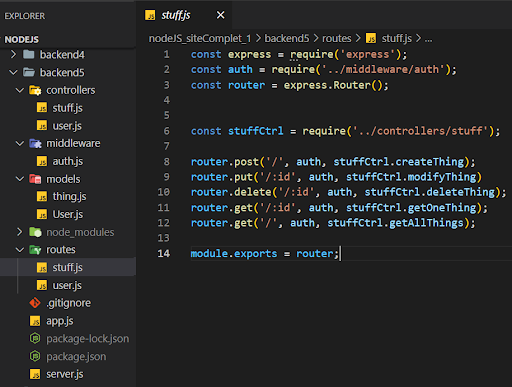 EXPLORER
NODEJS
backend4
backend5
controllers
stuff.js
user.js
middleware
auth.js
models
thing.js
User.js
node_modules
routes
stuff.js
user.js
.gitignore
app.js
package-lock.json
package.json
server.js
stuff.js
nodeJS_siteComplet_1 > backend5 > routes > stuff.js > ...
1 const express = require('express');
2 const auth = require('../middleware/auth');
3 const router = express.Router();
4
5
6 const stuffCtrl = require('../controllers/stuff');
7
8 router.post('/', auth, stuffCtrl.createThing);
9 router.put('/:id', auth, stuffCtrl.modifyThing)
10 router.delete('/:id', auth, stuffCtrl.deleteThing);
11 router.get('/:id', auth, stuffCtrl.getOneThing);
12 router.get('/', auth, stuffCtrl.getAllThings);
13
14 module.exports = router;